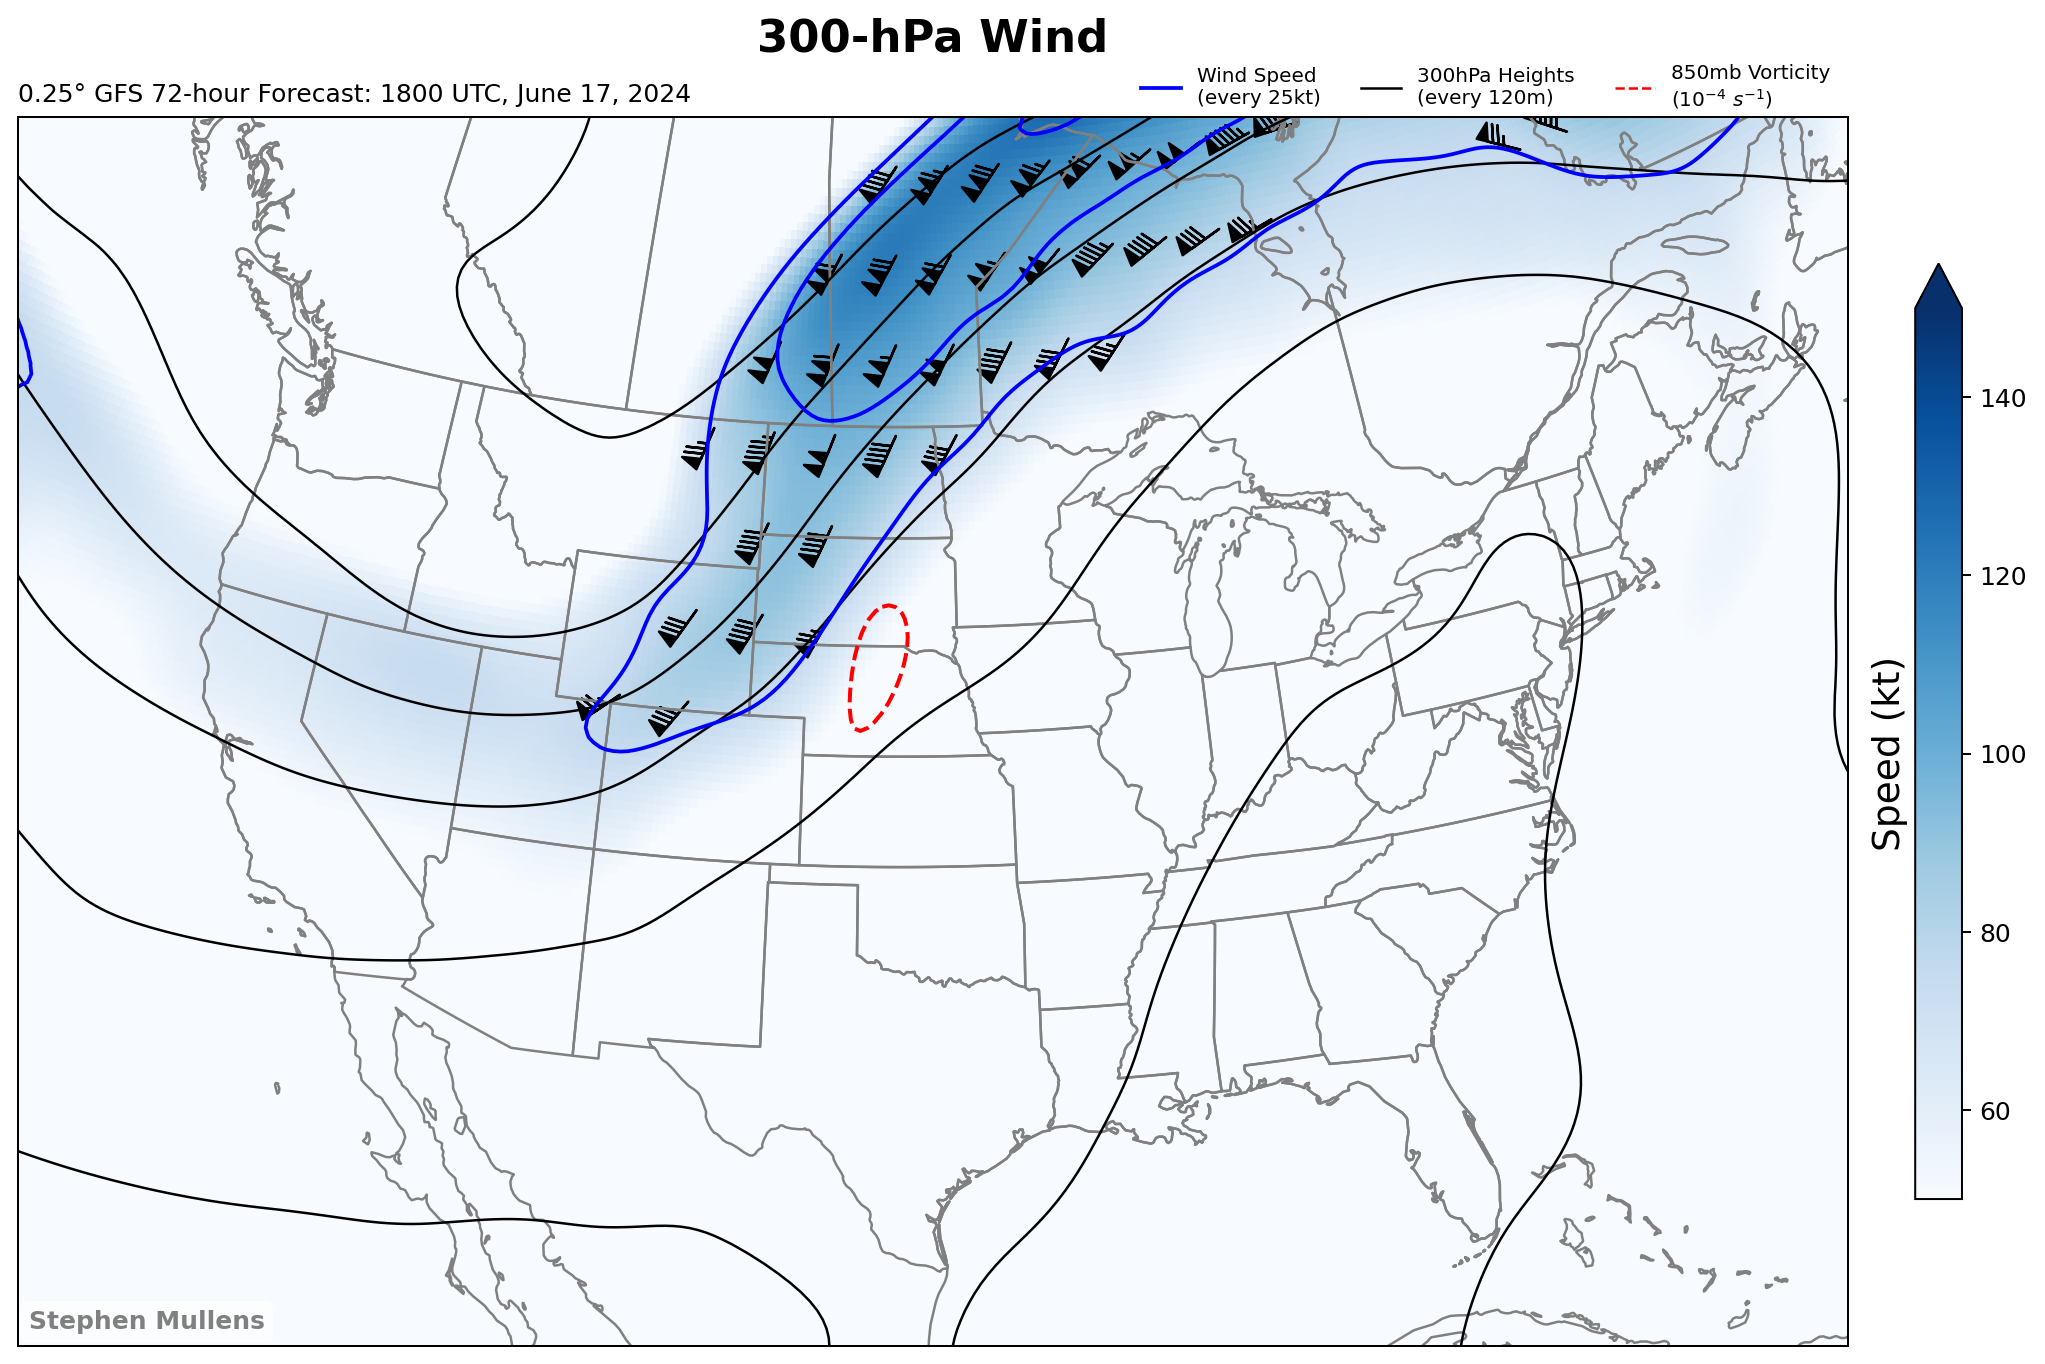 300-hPa Wind
0.25° GFS 72-hour Forecast: 1800 UTC, June 17, 2024
Wind Speed
(every 25kt)
300hPa Heights
(every 120m)
850mb Vorticity
(10⁻⁴ s⁻¹)
140
120
100
80
60
Speed (kt)
Stephen Mullens